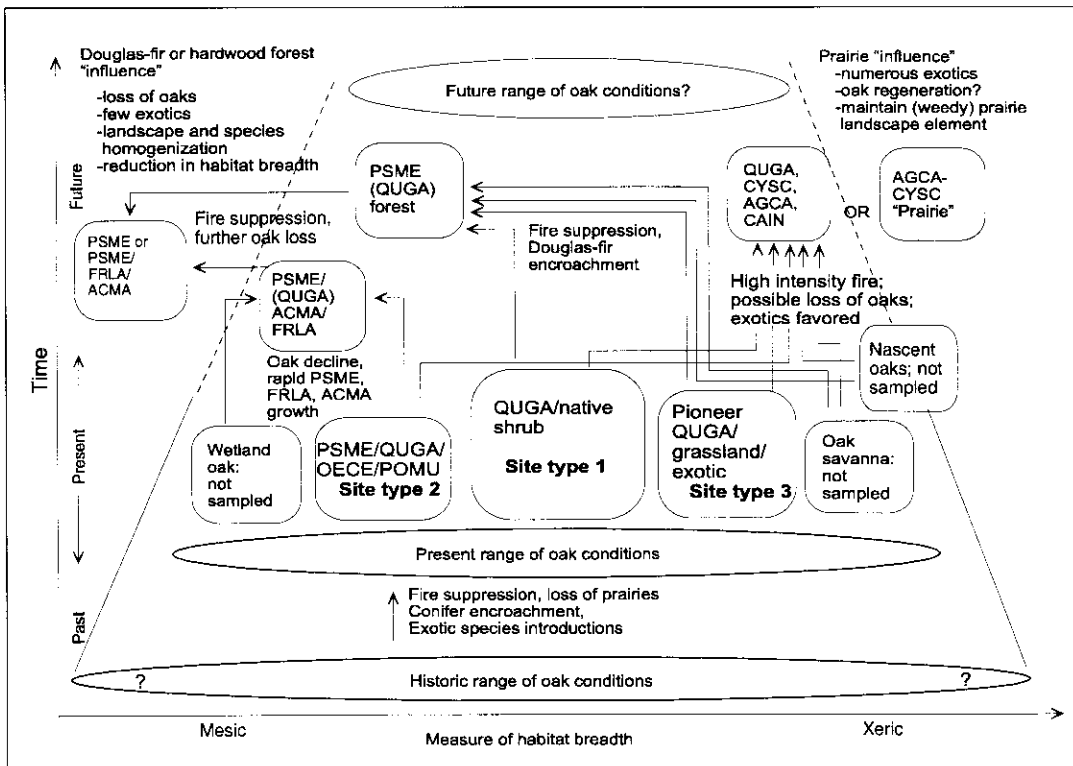 Douglas-fir or hardwood forest
"influence"
-loss of oaks
-few exotics
-landscape and species
homogenization
-reduction in habitat breadth
Future range of oak conditions?
Prairie "influence"
-numerous exotics
-oak regeneration?
-maintain (weedy) prairie
landscape element
PSME
(QUGA)
forest
QUGA,
CYSC,
AGCA,
CAIN
OR
AGCA-
CYSC
"Prairie"
PSME or
PSME/
FRLA/
ACMA
Fire suppression,
further oak loss
Fire suppression,
Douglas-fir
encroachment
PSME/
(QUGA)
ACMA/
FRLA
High intensity fire;
possible loss of oaks;
exotics favored
Nascent
oaks; not
sampled
Oak decline,
rapid PSME,
FRLA, ACMA
growth
Wetland
oak:
not
sampled
PSME/QUGA/
OECE/POMU
Site type 2
QUGA/native
shrub
Site type 1
Pioneer
QUGA/
grassland/
exotic
Site type 3
Oak
savanna:
not
sampled
Present range of oak conditions
Fire suppression, loss of prairies
Conifer encroachment,
Exotic species introductions
? Historic range of oak conditions ?
Time
Future
Present
Past
Mesic
Measure of habitat breadth
Xeric